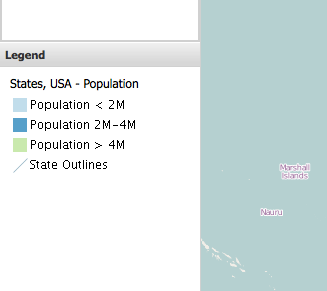 Legend
States, USA - Population
Population < 2M
Population 2M-4M
Population > 4M
State Outlines
Marshall
Islands
Nauru